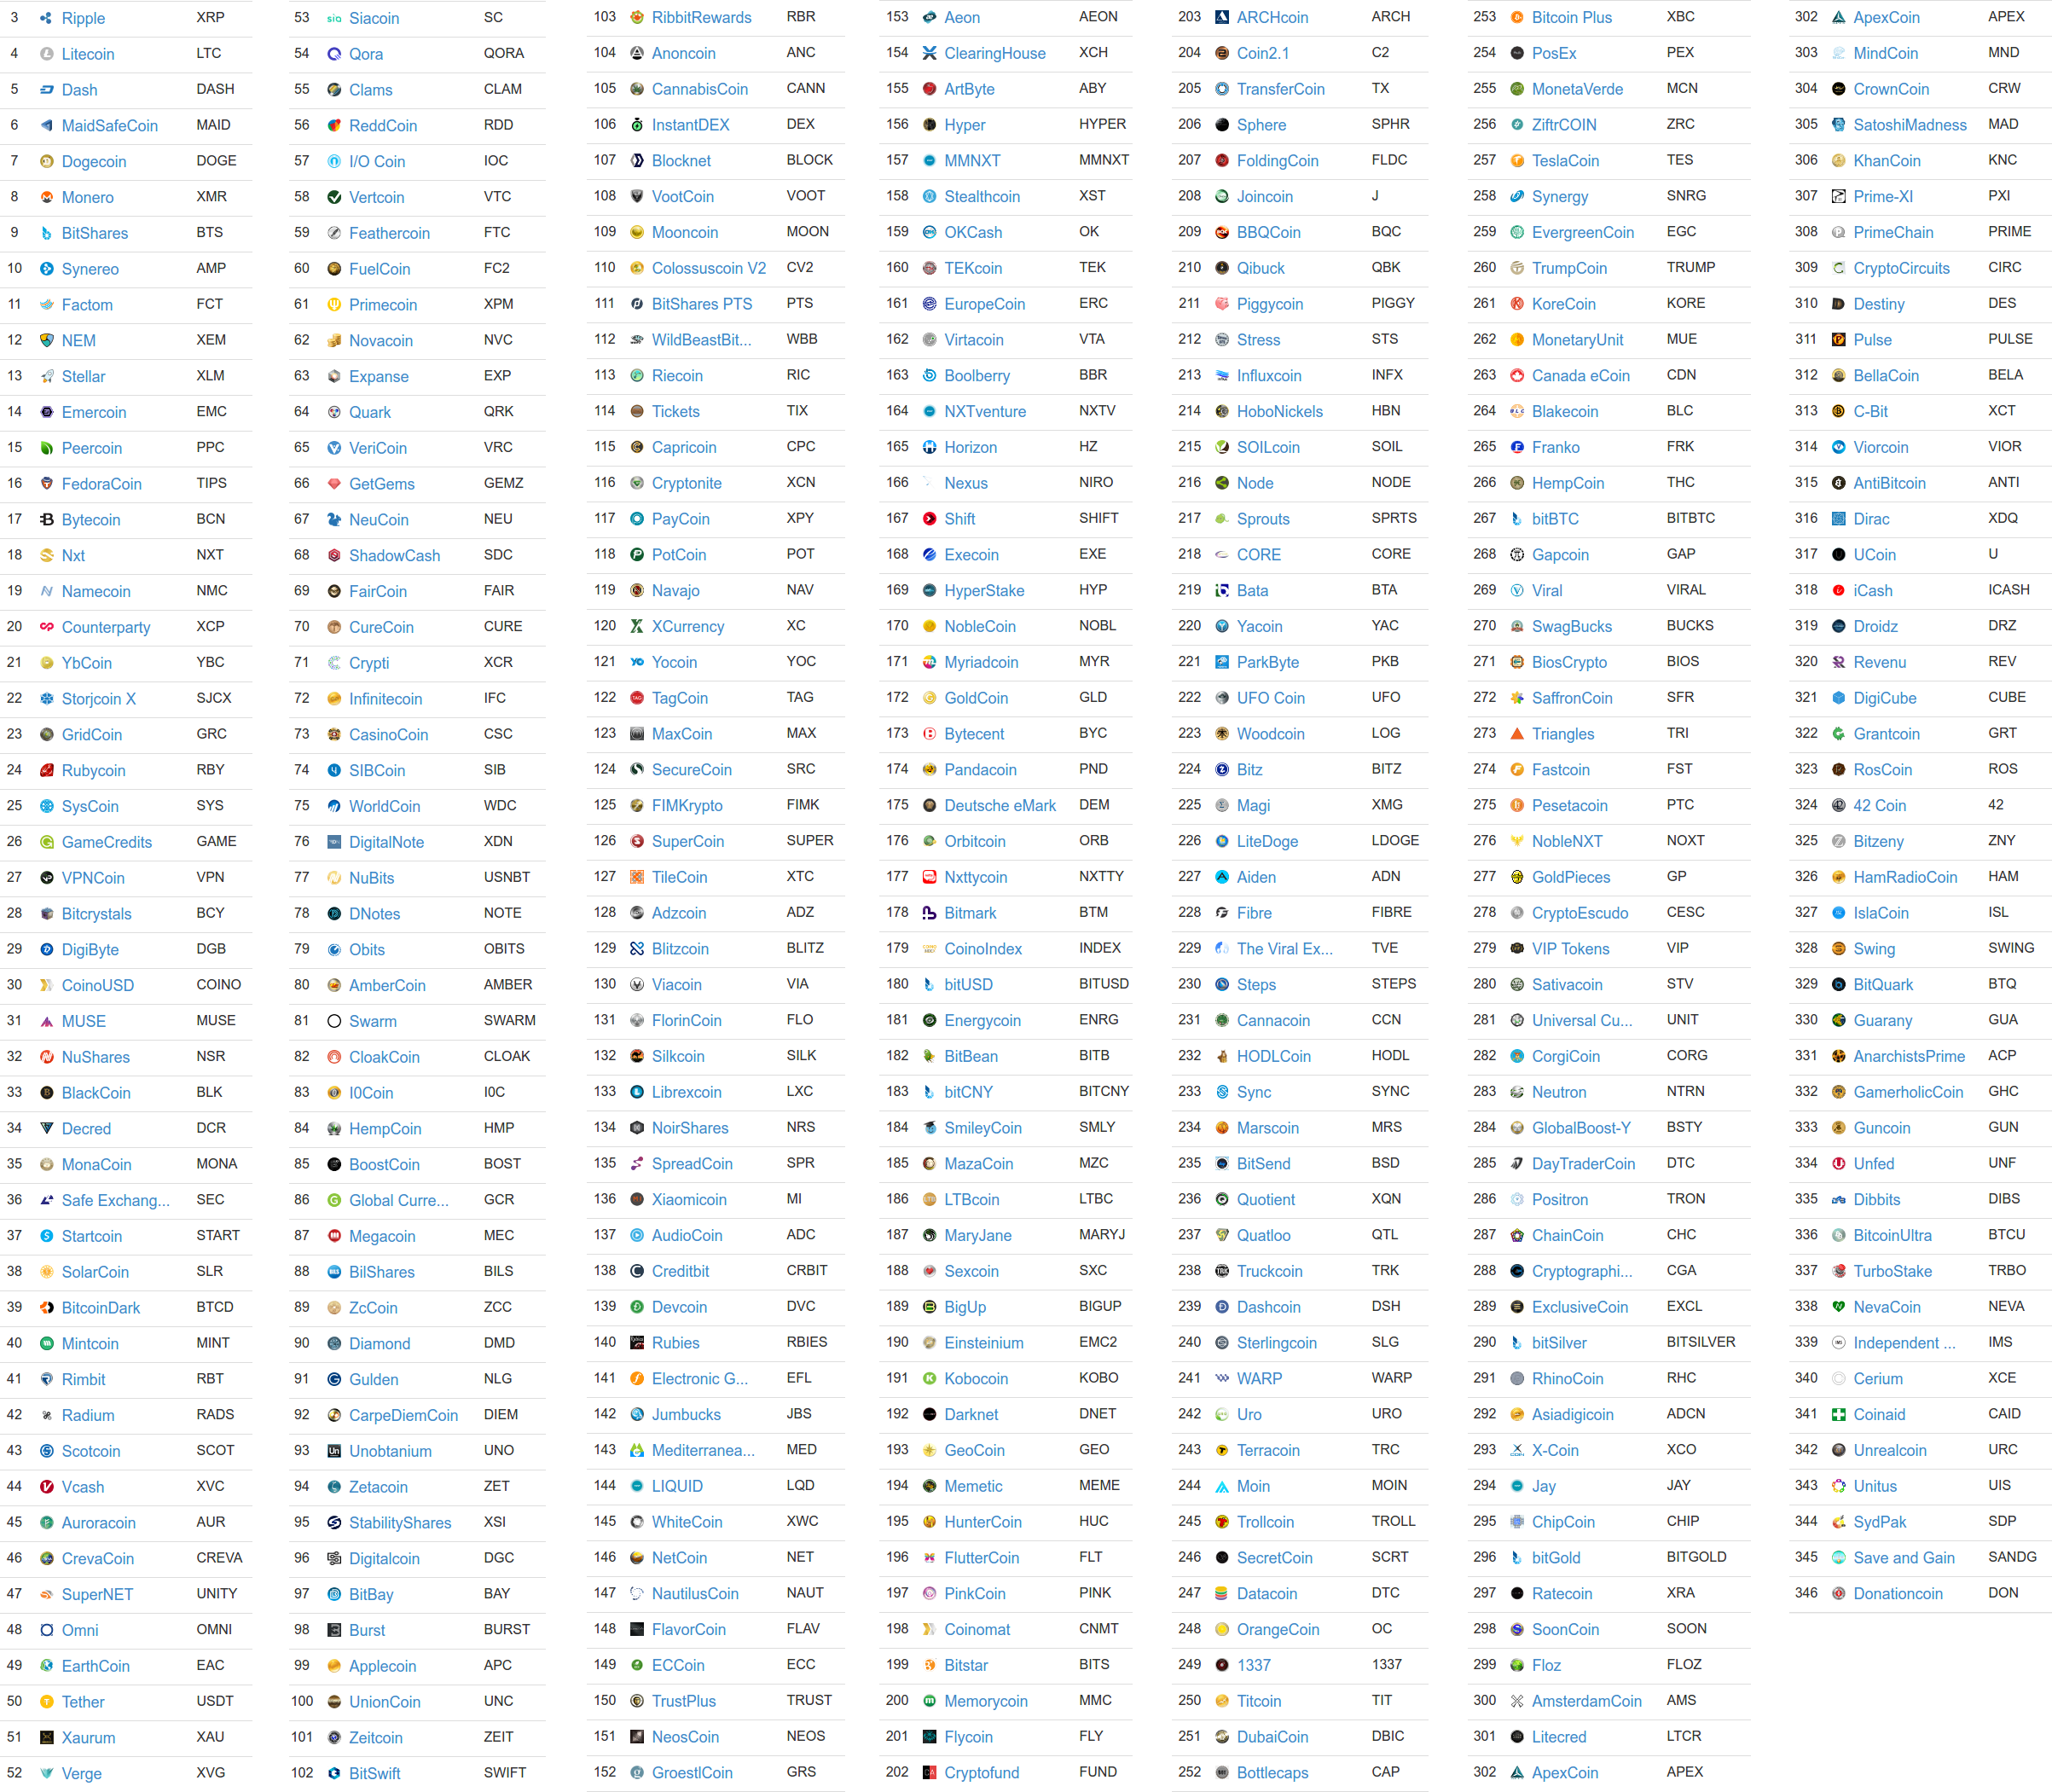 3 Ripple XRP
4 Litecoin LTC
5 Dash DASH
6 MaidSafeCoin MAID
7 Dogecoin DOGE
8 Monero XMR
9 BitShares BTS
10 Synereo AMP
11 Factom FCT
12 NEM XEM
13 Stellar XLM
14 Emercoin EMC
15 Peercoin PPC
16 FedoraCoin TIPS
17 Bytecoin BCN
18 Nxt NXT
19 Namecoin NMC
20 Counterparty XCP
21 YbCoin YBC
22 Storjcoin X SJCX
23 GridCoin GRC
24 Rubycoin RBY
25 SysCoin SYS
26 GameCredits GAME
27 VPNCoin VPN
28 Bitcrystals BCY
29 DigiByte DGB
30 CoinoUSD COINO
31 MUSE MUSE
32 NuShares NSR
33 BlackCoin BLK
34 Decred DCR
35 MonaCoin MONA
36 Safe Exchang... SEC
37 Startcoin START
38 SolarCoin SLR
39 BitcoinDark BTCD
40 Mintcoin MINT
41 Rimbit RBT
42 Radium RADS
43 Scotcoin SCOT
44 Vcash XVC
45 Auroracoin AUR
46 CrevaCoin CREVA
47 SuperNET UNITY
48 Omni OMNI
49 EarthCoin EAC
50 Tether USDT
51 Xaurum XAU
52 Verge XVG
53 Siacoin SC
54 Qora QORA
55 Clams CLAM
56 ReddCoin RDD
57 I/O Coin IOC
58 Vertcoin VTC
59 Feathercoin FTC
60 FuelCoin FC2
61 Primecoin XPM
62 Novacoin NVC
63 Expanse EXP
64 Quark QRK
65 VeriCoin VRC
66 GetGems GEMZ
67 NeuCoin NEU
68 ShadowCash SDC
69 FairCoin FAIR
70 CureCoin CURE
71 Crypti XCR
72 Infinitecoin IFC
73 CasinoCoin CSC
74 SIBCoin SIB
75 WorldCoin WDC
76 DigitalNote XDN
77 NuBits USNBT
78 DNotes NOTE
79 Obits OBITS
80 AmberCoin AMBER
81 Swarm SWARM
82 CloakCoin CLOAK
83 I0Coin I0C
84 HempCoin HMP
85 BoostCoin BOST
86 Global Curre... GCR
87 Megacoin MEC
88 BilShares BILS
89 ZcCoin ZCC
90 Diamond DMD
91 Gulden NLG
92 CarpeDiemCoin DIEM
93 Unobtanium UNO
94 Zetacoin ZET
95 StabilityShares XSI
96 Digitalcoin DGC
97 BitBay BAY
98 Burst BURST
99 Applecoin APC
100 UnionCoin UNC
101 Zeitcoin ZEIT
102 BitSwift SWIFT
103 RibbitRewards RBR
104 Anoncoin ANC
105 CannabisCoin CANN
106 InstantDEX DEX
107 Blocknet BLOCK
108 VootCoin VOOT
109 Mooncoin MOON
110 Colossuscoin V2 CV2
111 BitShares PTS PTS
112 WildBeastBit... WBB
113 Riecoin RIC
114 Tickets TIX
115 Capricoin CPC
116 Cryptonite XCN
117 PayCoin XPY
118 PotCoin POT
119 Navajo NAV
120 XCurrency XC
121 Yocoin YOC
122 TagCoin TAG
123 MaxCoin MAX
124 SecureCoin SRC
125 FIMKrypto FIMK
126 SuperCoin SUPER
127 TileCoin XTC
128 Adzcoin ADZ
129 Blitzcoin BLITZ
130 Viacoin VIA
131 FlorinCoin FLO
132 Silkcoin SILK
133 Librexcoin LXC
134 NoirShares NRS
135 SpreadCoin SPR
136 Xiaomicoin MI
137 AudioCoin ADC
138 Creditbit CRBIT
139 Devcoin DVC
140 Rubies RBIES
141 Electronic G... EFL
142 Jumbucks JBS
143 Mediterranea... MED
144 LIQUID LQD
145 WhiteCoin XWC
146 NetCoin NET
147 NautilusCoin NAUT
148 FlavorCoin FLAV
149 ECCoin ECC
150 TrustPlus TRUST
151 NeosCoin NEOS
152 GroestlCoin GRS
153 Aeon AEON
154 ClearingHouse XCH
155 ArtByte ABY
156 Hyper HYPER
157 MMNXT MMNXT
158 Stealthcoin XST
159 OKCash OK
160 TEKcoin TEK
161 EuropeCoin ERC
162 Virtacoin VTA
163 Boolberry BBR
164 NXTventure NXTV
165 Horizon HZ
166 Nexus NIRO
167 Shift SHIFT
168 Execoin EXE
169 HyperStake HYP
170 NobleCoin NOBL
171 Myriadcoin MYR
172 GoldCoin GLD
173 Bytecent BYC
174 Pandacoin PND
175 Deutsche eMark DEM
176 Orbitcoin ORB
177 Nxttycoin NXTTY
178 Bitmark BTM
179 CoinoIndex INDEX
180 bitUSD BITUSD
181 Energycoin ENRG
182 BitBean BITB
183 bitCNY BITCNY
184 SmileyCoin SMLY
185 MazaCoin MZC
186 LTBcoin LTBC
187 MaryJane MARYJ
188 Sexcoin SXC
189 BigUp BIGUP
190 Einsteinium EMC2
191 Kobocoin KOBO
192 Darknet DNET
193 GeoCoin GEO
194 Memetic MEME
195 HunterCoin HUC
196 FlutterCoin FLT
197 PinkCoin PINK
198 Coinomat CNMT
199 Bitstar BITS
200 Memorycoin MMC
201 Flycoin FLY
202 Cryptofund FUND
203 ARCHcoin ARCH
204 Coin2.1 C2
205 TransferCoin TX
206 Sphere SPHR
207 FoldingCoin FLDC
208 Joincoin J
209 BBQCoin BQC
210 Qibuck QBK
211 Piggycoin PIGGY
212 Stress STS
213 Influxcoin INFX
214 HoboNickels HBN
215 SOILcoin SOIL
216 Node NODE
217 Sprouts SPRTS
218 CORE CORE
219 Bata BTA
220 Yacoin YAC
221 ParkByte PKB
222 UFO Coin UFO
223 Woodcoin LOG
224 Bitz BITZ
225 Magi XMG
226 LiteDoge LDOGE
227 Aiden ADN
228 Fibre FIBRE
229 The Viral Ex... TVE
230 Steps STEPS
231 Cannacoin CCN
232 HODLCoin HODL
233 Sync SYNC
234 Marscoin MRS
235 BitSend BSD
236 Quotient XQN
237 Quatloo QTL
238 Truckcoin TRK
239 Dashcoin DSH
240 Sterlingcoin SLG
241 WARP WARP
242 Uro URO
243 Terracoin TRC
244 Moin MOIN
245 Trollcoin TROLL
246 SecretCoin SCRT
247 Datacoin DTC
248 OrangeCoin OC
249 1337 1337
250 Titcoin TIT
251 DubaiCoin DBIC
252 Bottlecaps CAP
253 Bitcoin Plus XBC
254 PosEx PEX
255 MonetaVerde MCN
256 ZiftrCOIN ZRC
257 TeslaCoin TES
258 Synergy SNRG
259 EvergreenCoin EGC
260 TrumpCoin TRUMP
261 KoreCoin KORE
262 MonetaryUnit MUE
263 Canada eCoin CDN
264 Blakecoin BLC
265 Franko FRK
266 HempCoin THC
267 bitBTC BITBTC
268 Gapcoin GAP
269 Viral VIRAL
270 SwagBucks BUCKS
271 BiosCrypto BIOS
272 SaffronCoin SFR
273 Triangles TRI
274 Fastcoin FST
275 Pesetacoin PTC
276 NobleNXT NOXT
277 GoldPieces GP
278 CryptoEscudo CESC
279 VIP Tokens VIP
280 Sativacoin STV
281 Universal Cu... UNIT
282 CorgiCoin CORG
283 Neutron NTRN
284 GlobalBoost-Y BSTY
285 DayTraderCoin DTC
286 Positron TRON
287 ChainCoin CHC
288 Cryptographi... CGA
289 ExclusiveCoin EXCL
290 bitSilver BITSILVER
291 RhinoCoin RHC
292 Asiadigicoin ADCN
293 X-Coin XCO
294 Jay JAY
295 ChipCoin CHIP
296 bitGold BITGOLD
297 Ratecoin XRA
298 SoonCoin SOON
299 Floz FLOZ
300 AmsterdamCoin AMS
301 Litecred LTCR
302 ApexCoin APEX
302 ApexCoin APEX
303 MindCoin MND
304 CrownCoin CRW
305 SatoshiMadness MAD
306 KhanCoin KNC
307 Prime-XI PXI
308 PrimeChain PRIME
309 CryptoCircuits CIRC
310 Destiny DES
311 Pulse PULSE
312 BellaCoin BELA
313 C-Bit XCT
314 Viorcoin VIOR
315 AntiBitcoin ANTI
316 Dirac XDQ
317 UCoin U
318 iCash ICASH
319 Droidz DRZ
320 Revenu REV
321 DigiCube CUBE
322 Grantcoin GRT
323 RosCoin ROS
324 42 Coin 42
325 Bitzeny ZNY
326 HamRadioCoin HAM
327 IslaCoin ISL
328 Swing SWING
329 BitQuark BTQ
330 Guarany GUA
331 AnarchistsPrime ACP
332 GamerholicCoin GHC
333 Guncoin GUN
334 Unfed UNF
335 Dibbits DIBS
336 BitcoinUltra BTCU
337 TurboStake TRBO
338 NevaCoin NEVA
339 Independent ... IMS
340 Cerium XCE
341 Coinaid CAID
342 Unrealcoin URC
343 Unitus UIS
344 SydPak SDP
345 Save and Gain SANDG
346 Donationcoin DON